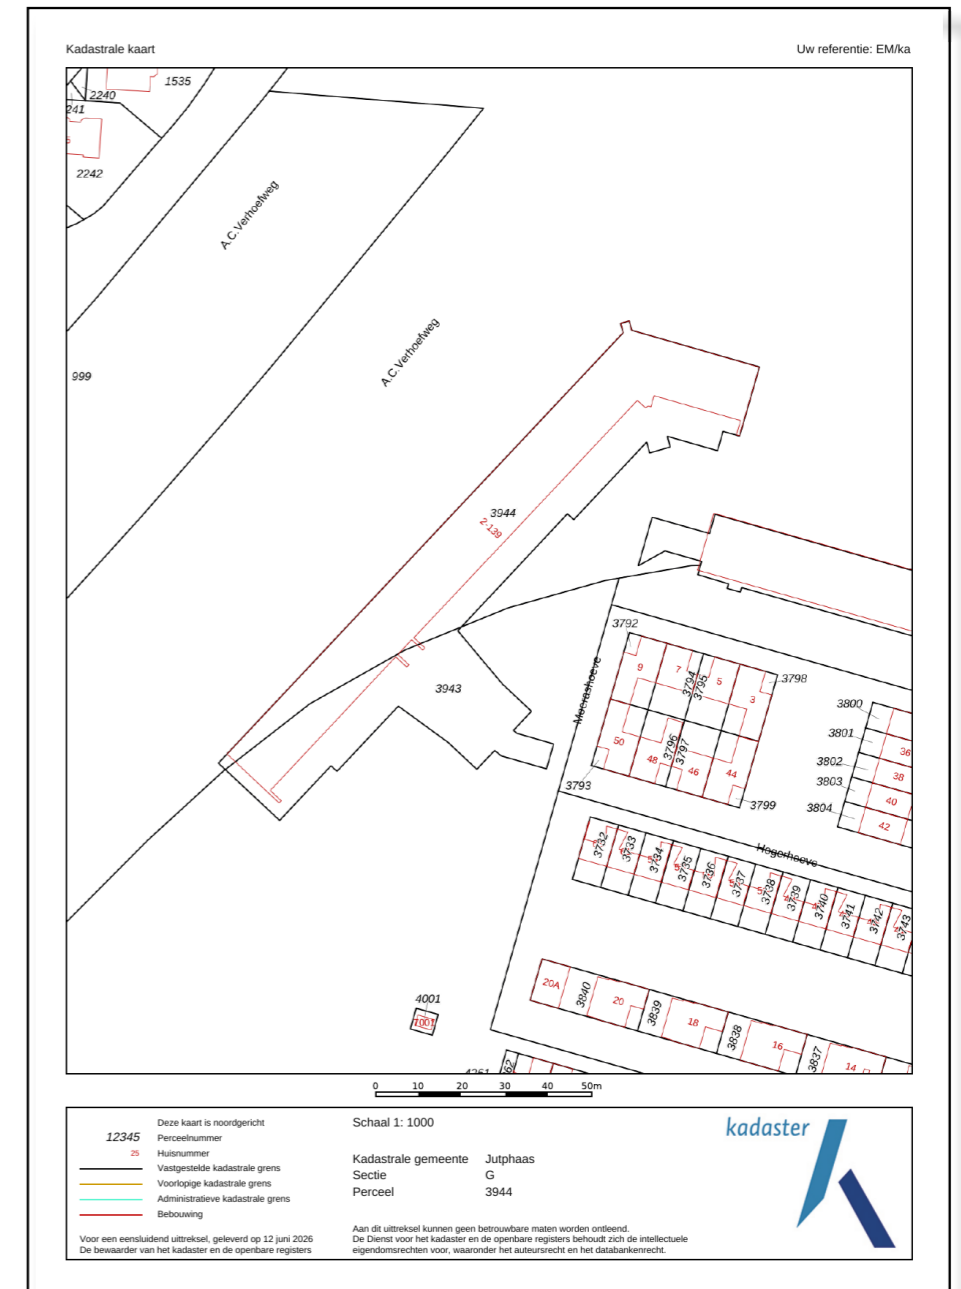 Kadastrale kaart
Uw referentie: EM/ka
1535
2240
241
2242
A.C.Verhoefweg
A.C.Verhoefweg
999
3944
2-139
3943
3792
9
7
3794
3795
5
3
3798
Moerashoeve
50
48
3796
3797
46
44
3793
3799
3800
3801
3802
3803
3804
36
38
40
42
Hogerhoeve
3732
3733
3734
3735
3736
3737
3738
3739
3740
3741
3742
3743
20A
3840
20
3839
18
3838
16
3837
14
4001
0 10 20 30 40 50m
Deze kaart is noordgericht
12345 Perceelnummer
25 Huisnummer
Vastgestelde kadastrale grens
Voorlopige kadastrale grens
Administratieve kadastrale grens
Bebouwing
Voor een eensluidend uittreksel, geleverd op 12 juni 2026
De bewaarder van het kadaster en de openbare registers
Schaal 1: 1000
Kadastrale gemeente Jutphaas
Sectie G
Perceel 3944
Aan dit uittreksel kunnen geen betrouwbare maten worden ontleend.
De Dienst voor het kadaster en de openbare registers behoudt zich de intellectuele
eigendomsrechten voor, waaronder het auteursrecht en het databankenrecht.
kadaster